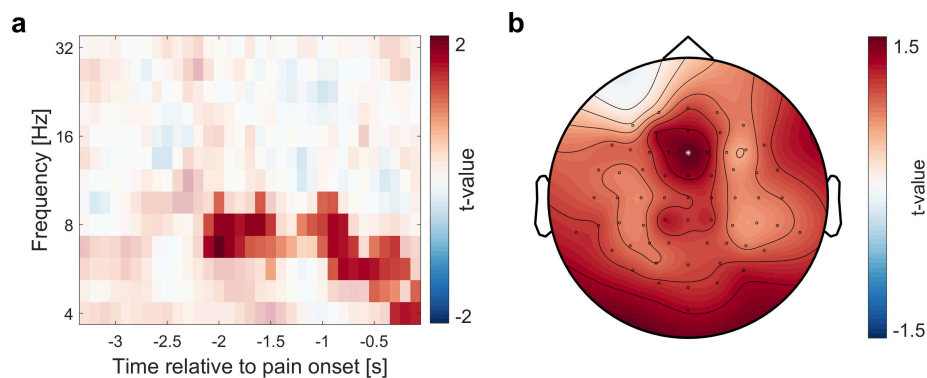 a
b
32
16
8
4
Frequency [Hz]
-3
-2.5
-2
-1.5
-1
-0.5
Time relative to pain onset [s]
2
-2
t-value
1.5
-1.5
t-value